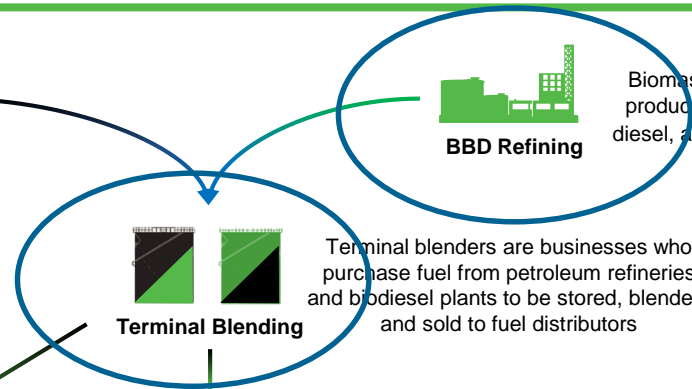 BBD Refining
diesel,
Terminal Blending
Terminal blenders are businesses who
purchase fuel from petroleum refineries
and biodiesel plants to be stored,
and sold to fuel distributors